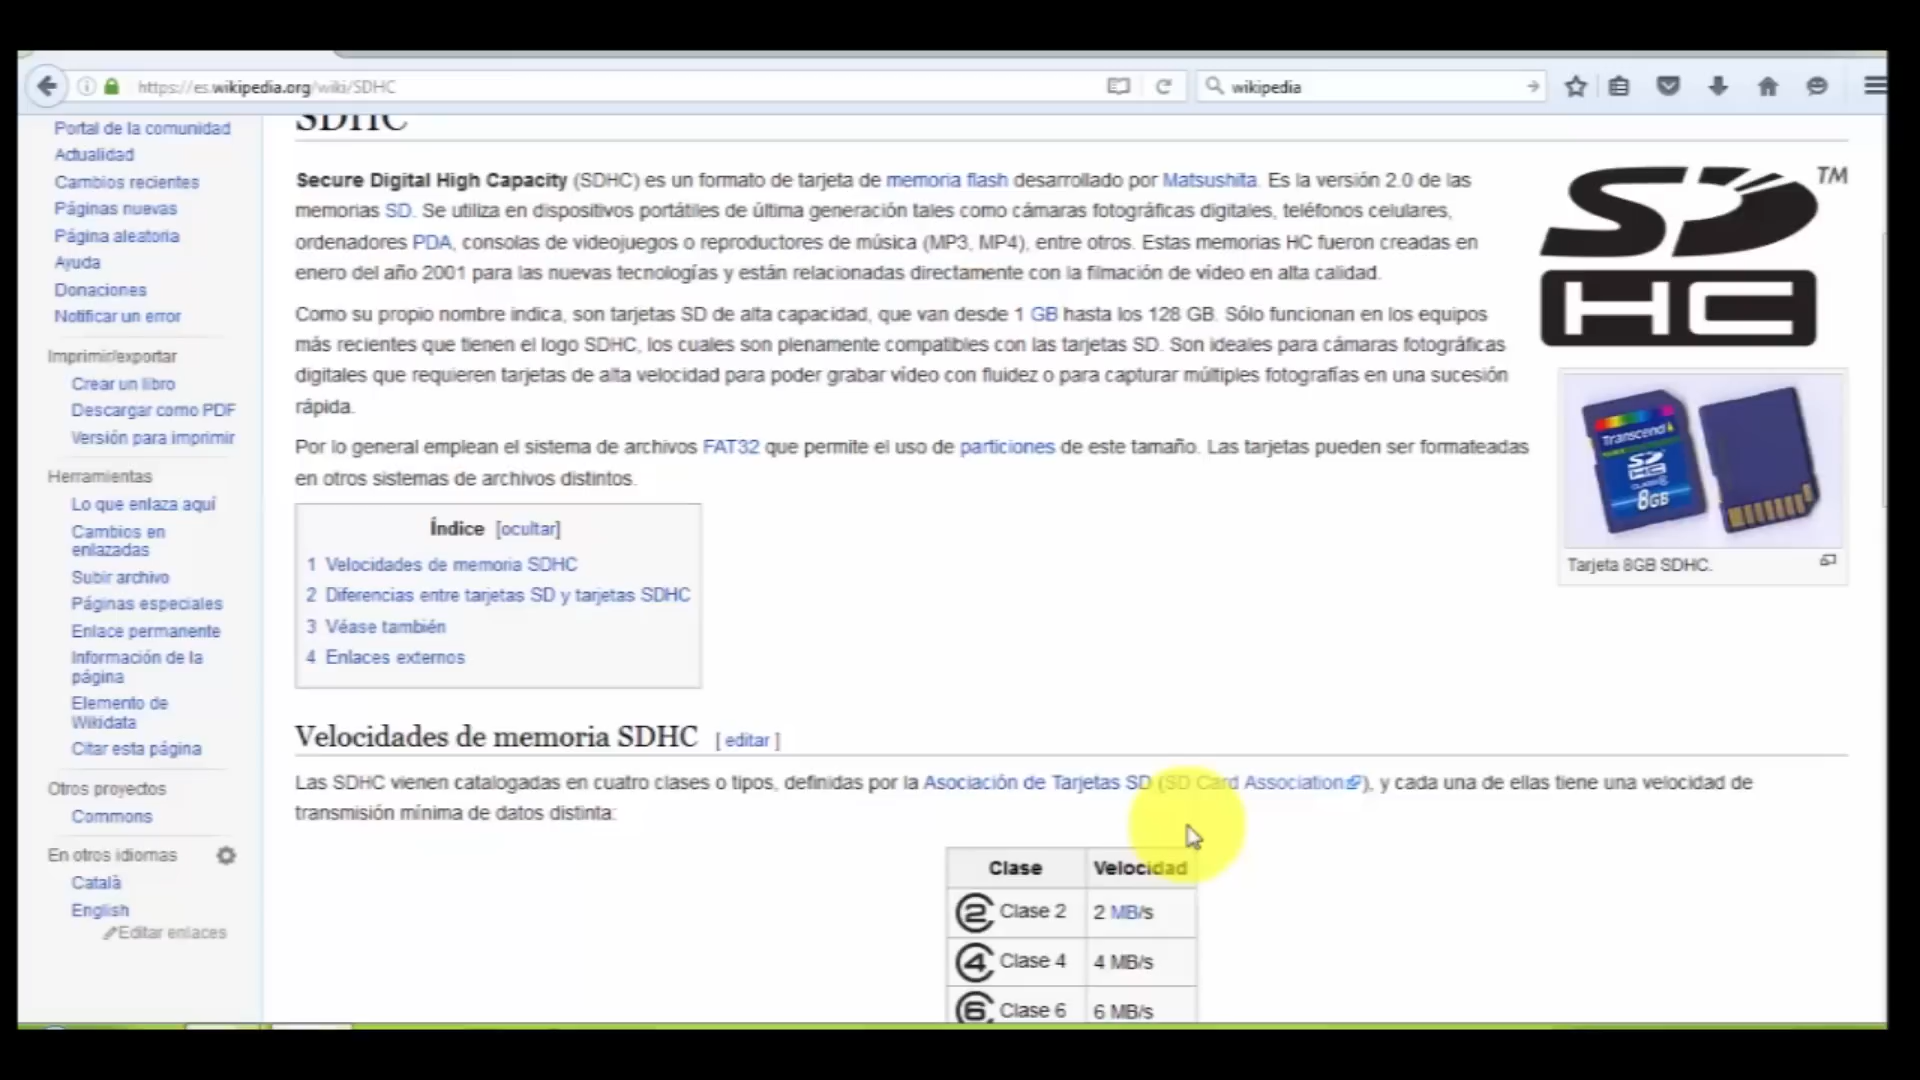 https://es.wikipedia.org/wiki/SDHC
wikipedia
Portal de la comunidad
Actualidad
Cambios recientes
Páginas nuevas
Página aleatoria
Ayuda
Donaciones
Notificar un error
Imprimir/exportar
Crear un libro
Descargar como PDF
Versión para imprimir
Herramientas
Lo que enlaza aquí
Cambios en
enlazadas
Subir archivo
Páginas especiales
Enlace permanente
Información de la
página
Elemento de
Wikidata
Citar esta página
Otros proyectos
Commons
En otros idiomas
Català
English
Editar enlaces
SDHC
Secure Digital High Capacity (SDHC) es un formato de tarjeta de memoria flash desarrollado por Matsushita. Es la versión 2.0 de las
memorias SD. Se utiliza en dispositivos portátiles de última generación tales como cámaras fotográficas digitales, teléfonos celulares,
ordenadores PDA, consolas de videojuegos o reproductores de música (MP3, MP4), entre otros. Estas memorias HC fueron creadas en
enero del año 2001 para las nuevas tecnologías y están relacionadas directamente con la filmación de vídeo en alta calidad.
Como su propio nombre indica, son tarjetas SD de alta capacidad, que van desde 1 GB hasta los 128 GB. Sólo funcionan en los equipos
más recientes que tienen el logo SDHC, los cuales son plenamente compatibles con las tarjetas SD. Son ideales para cámaras fotográficas
digitales que requieren tarjetas de alta velocidad para poder grabar vídeo con fluidez o para capturar múltiples fotografías en una sucesión
rápida.
Por lo general emplean el sistema de archivos FAT32 que permite el uso de particiones de este tamaño. Las tarjetas pueden ser formateadas
en otros sistemas de archivos distintos.
SD TM
HC
Transcend
SD
HC
CLASS 6
8GB
Tarjeta 8GB SDHC.
Índice [ocultar]
1 Velocidades de memoria SDHC
2 Diferencias entre tarjetas SD y tarjetas SDHC
3 Véase también
4 Enlaces externos
Velocidades de memoria SDHC [ editar ]
Las SDHC vienen catalogadas en cuatro clases o tipos, definidas por la Asociación de Tarjetas SD (SD Card Association), y cada una de ellas tiene una velocidad de
transmisión mínima de datos distinta:
Clase Velocidad
2 Clase 2 2 MB/s
4 Clase 4 4 MB/s
6 Clase 6 6 MB/s